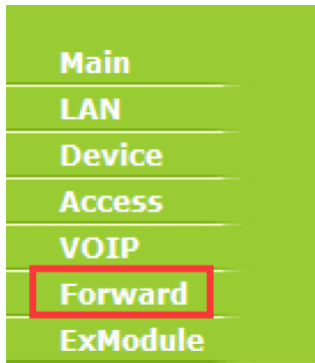 Main
LAN
Device
Access
VOIP
Forward
ExModule